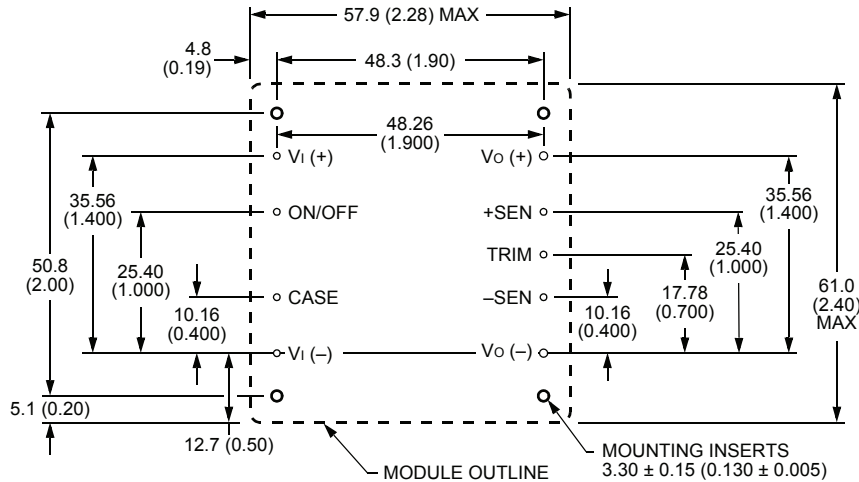 57.9 (2.28) MAX
4.8
(0.19)
48.3 (1.90)
48.26
(1.900)
VI (+)
VO (+)
35.56
(1.400)
35.56
(1.400)
ON/OFF
+SEN
50.8
(2.00)
25.40
(1.000)
TRIM
25.40
(1.000)
61.0
(2.40)
MAX
10.16
(0.400)
CASE
–SEN
10.16
(0.400)
17.78
(0.700)
VI (–)
VO (–)
5.1 (0.20)
12.7 (0.50)
MODULE OUTLINE
MOUNTING INSERTS
3.30 ± 0.15 (0.130 ± 0.005)